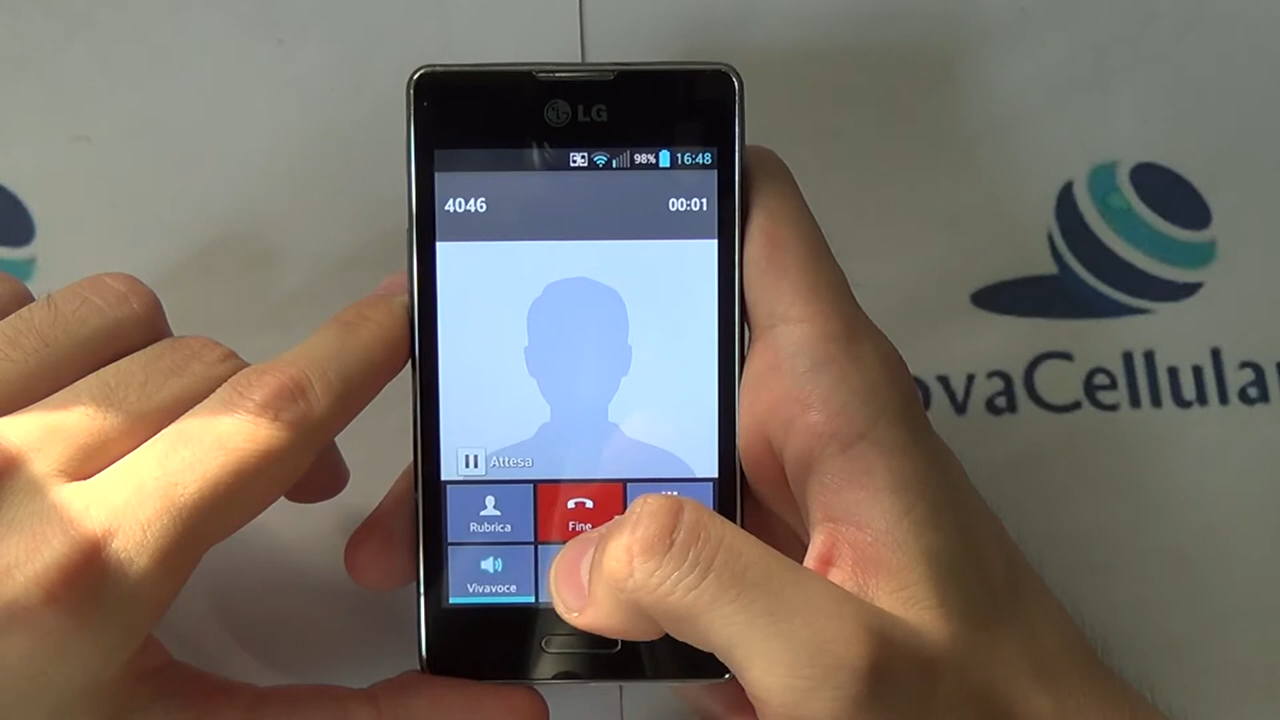 LG
98% 16:48
4046 00:01
Attesa
Rubrica Fine
Vivavoce
ovaCellular